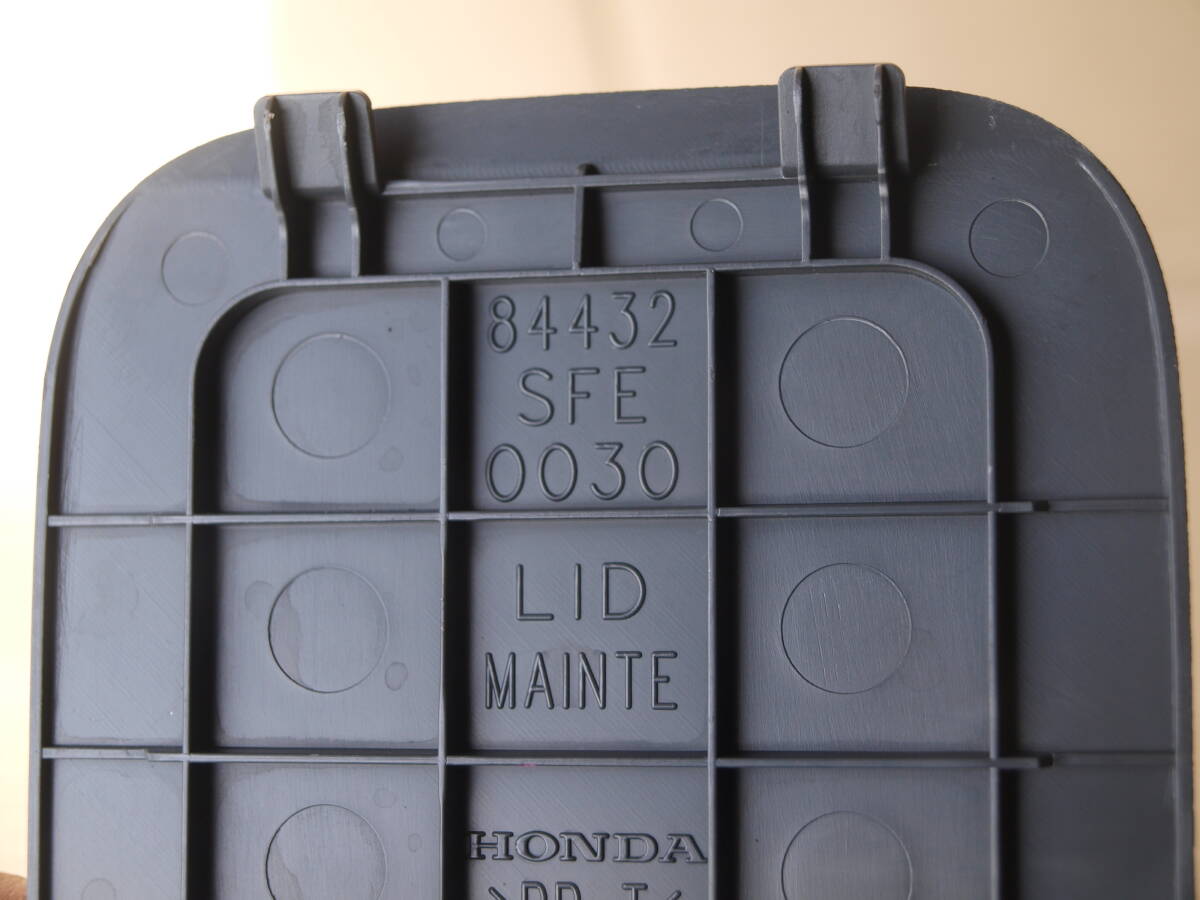 84432
SFE
0030
LID
MAINTE
HONDA